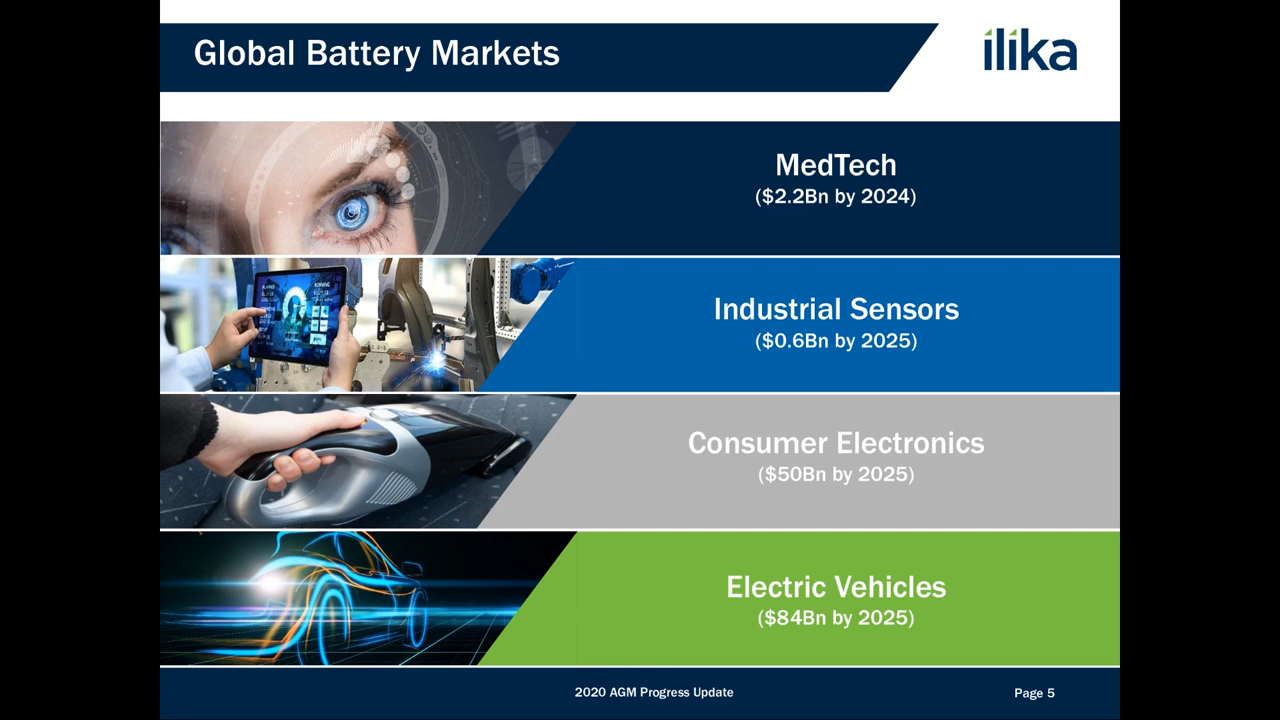 Global Battery Markets
ilika
MedTech
($2.2Bn by 2024)
Industrial Sensors
($0.6Bn by 2025)
Consumer Electronics
($50Bn by 2025)
Electric Vehicles
($84Bn by 2025)
2020 AGM Progress Update
Page 5